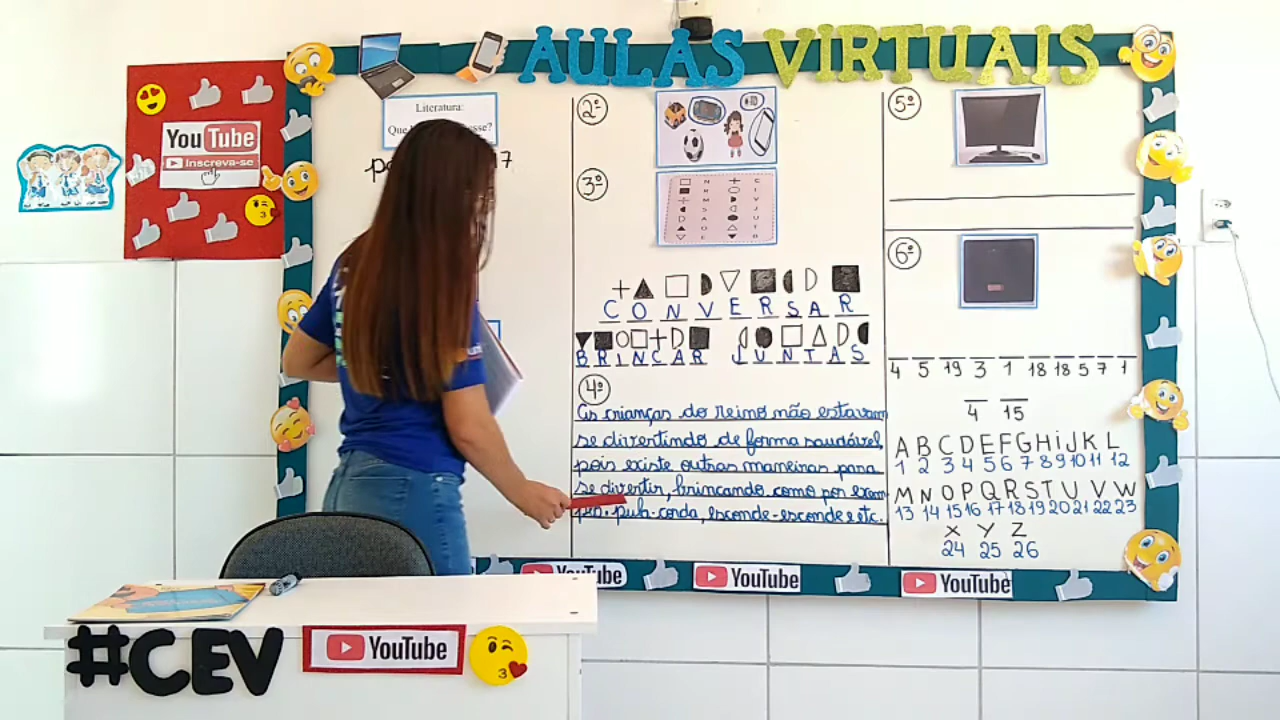 AULAS VIRTUAIS
YouTube
Inscreva-se
Literatura:
Que
sse?
7
2º
3º
C O N V E R S A R
B R I N C A R J U N T A S
4º
As crianças do reino não estavam
se divertindo de forma saudável,
pois existe outras maneiras para
se divertir, brincando como por exem
plo. pula-corda, esconde-esconde e etc.
5º
6º
4 5 19 3 1 18 18 5 7 1
4 15
A B C D E F G H i J K L
1 2 3 4 5 6 7 8 9 10 11 12
M N O P Q R S T U V W
13 14 15 16 17 18 19 20 21 22 23
X Y Z
24 25 26
YouTube
YouTube
YouTube
#CEV
YouTube